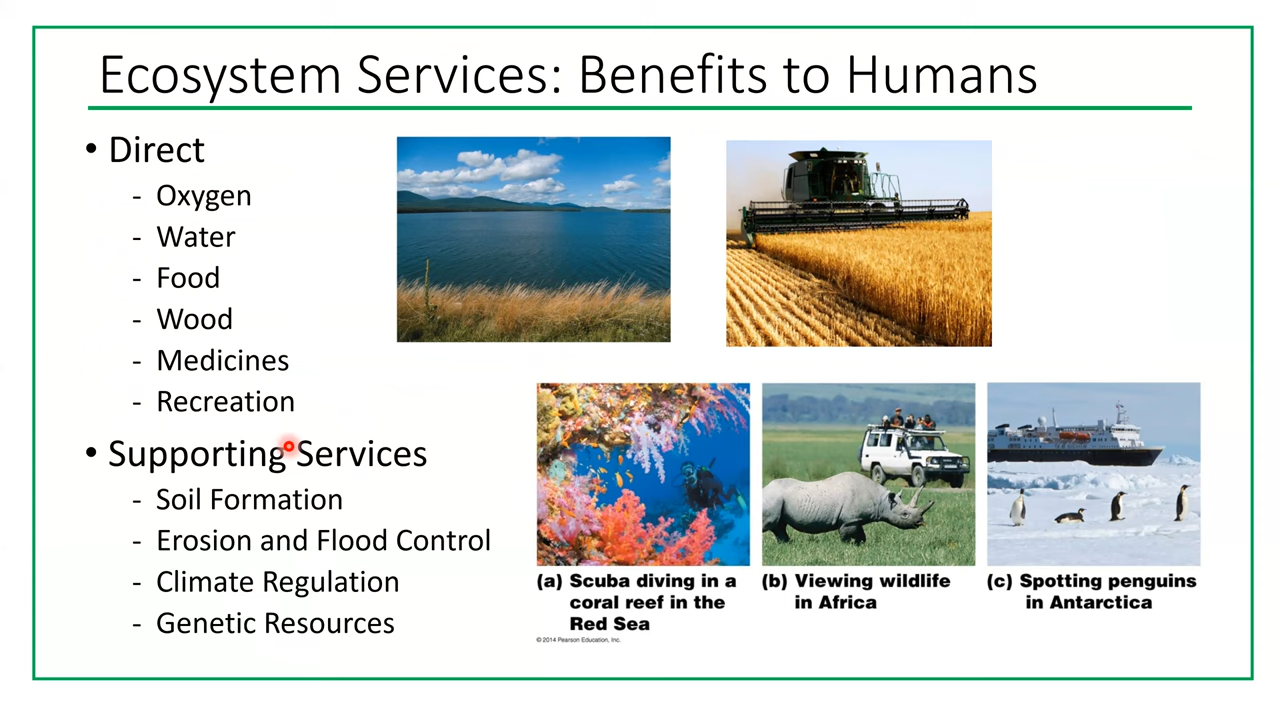 Ecosystem Services: Benefits to Humans
• Direct
- Oxygen
- Water
- Food
- Wood
- Medicines
- Recreation
• Supporting Services
- Soil Formation
- Erosion and Flood Control
- Climate Regulation
- Genetic Resources
(a) Scuba diving in a
coral reef in the
Red Sea
© 2014 Pearson Education, Inc.
(b) Viewing wildlife
in Africa
(c) Spotting penguins
in Antarctica